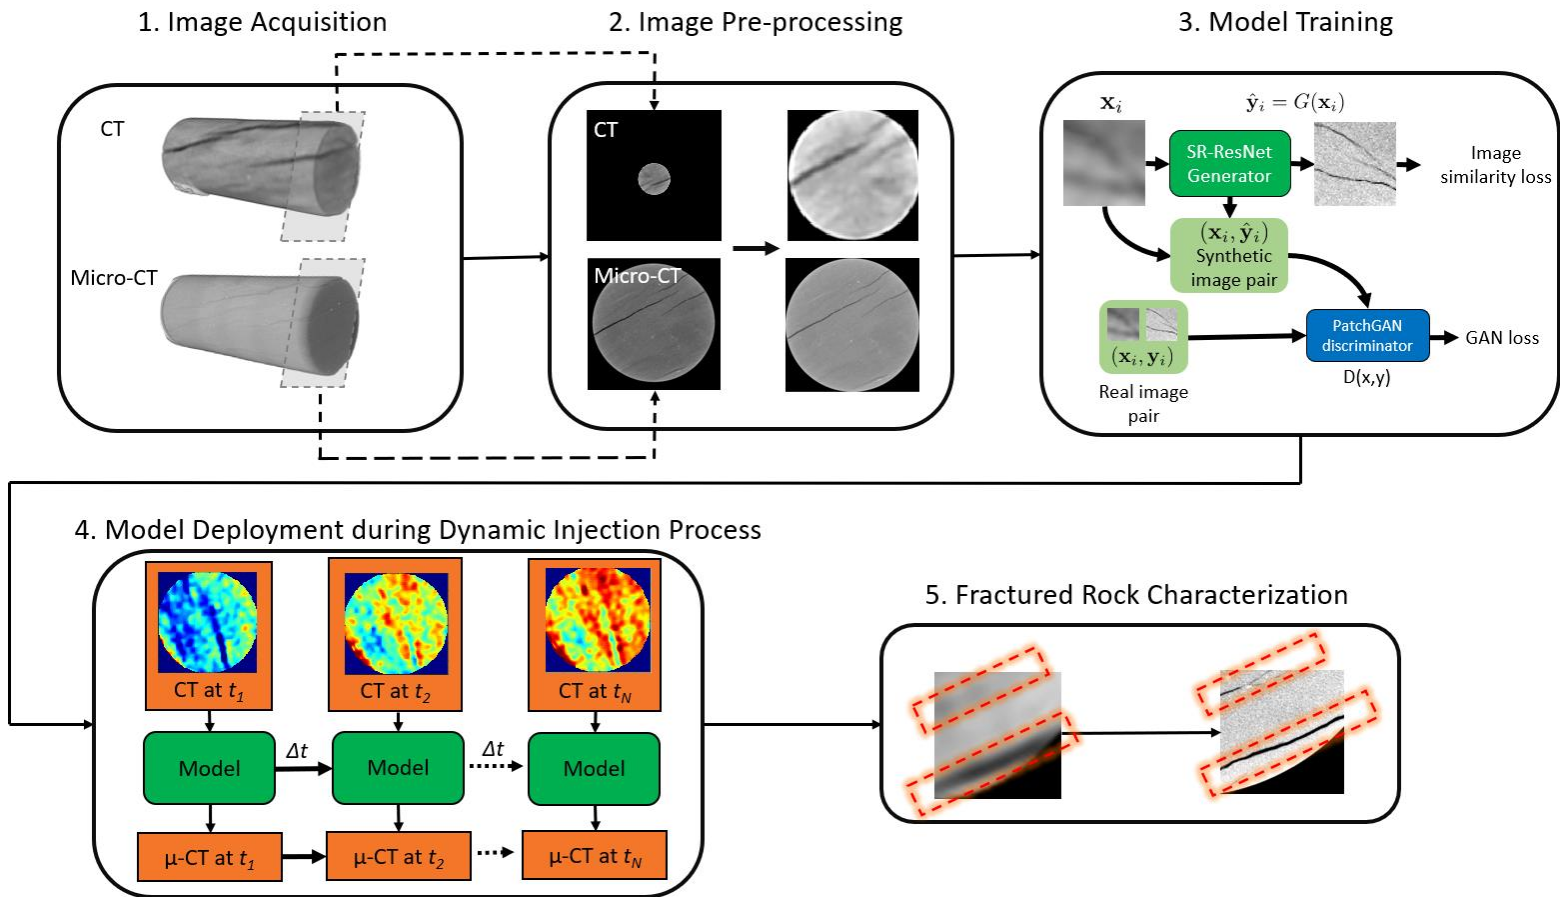 1. Image Acquisition
2. Image Pre-processing
3. Model Training
CT
Micro-CT
CT
Micro-CT
𝐱ᵢ
ŷᵢ = G(𝐱ᵢ)
SR-ResNet
Generator
Image
similarity loss
(𝐱ᵢ, ŷᵢ)
Synthetic
image pair
(𝐱ᵢ, 𝐲ᵢ)
Real image
pair
PatchGAN
discriminator
D(x,y)
GAN loss
4. Model Deployment during Dynamic Injection Process
CT at t₁
CT at t₂
CT at t_N
Model
Δt
Model
Δt
Model
μ-CT at t₁
μ-CT at t₂
μ-CT at t_N
5. Fractured Rock Characterization